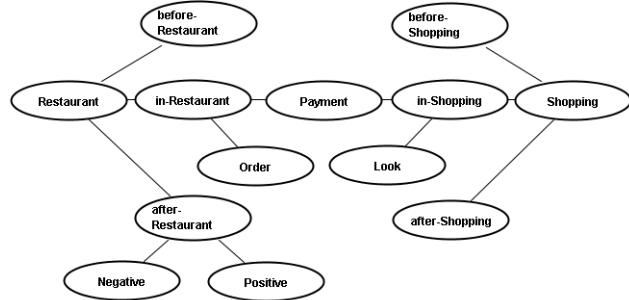 before-
Restaurant
before-
Shopping
Restaurant
in-Restaurant
Payment
in-Shopping
Shopping
Order
Look
after-
Restaurant
after-Shopping
Negative
Positive